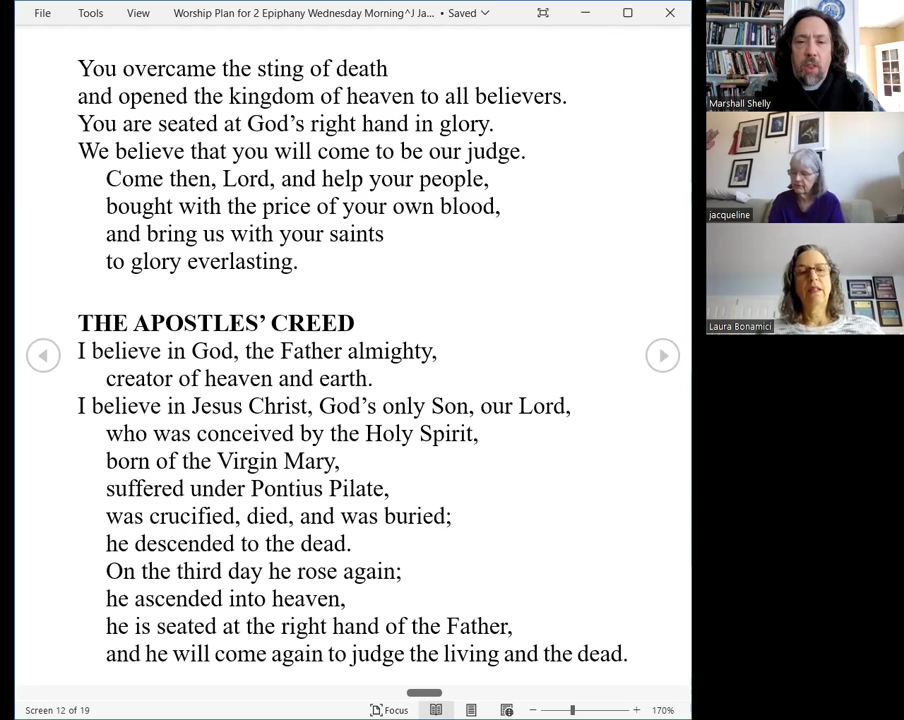 File Tools View Worship Plan for 2 Epiphany Wednesday Morning^J Ja... • Saved
You overcame the sting of death
and opened the kingdom of heaven to all believers.
You are seated at God’s right hand in glory.
We believe that you will come to be our judge.
Come then, Lord, and help your people,
bought with the price of your own blood,
and bring us with your saints
to glory everlasting.
THE APOSTLES’ CREED
I believe in God, the Father almighty,
creator of heaven and earth.
I believe in Jesus Christ, God’s only Son, our Lord,
who was conceived by the Holy Spirit,
born of the Virgin Mary,
suffered under Pontius Pilate,
was crucified, died, and was buried;
he descended to the dead.
On the third day he rose again;
he ascended into heaven,
he is seated at the right hand of the Father,
and he will come again to judge the living and the dead.
Screen 12 of 19 Focus 170%
Marshall Shelly
jacqueline
Laura Bonamici